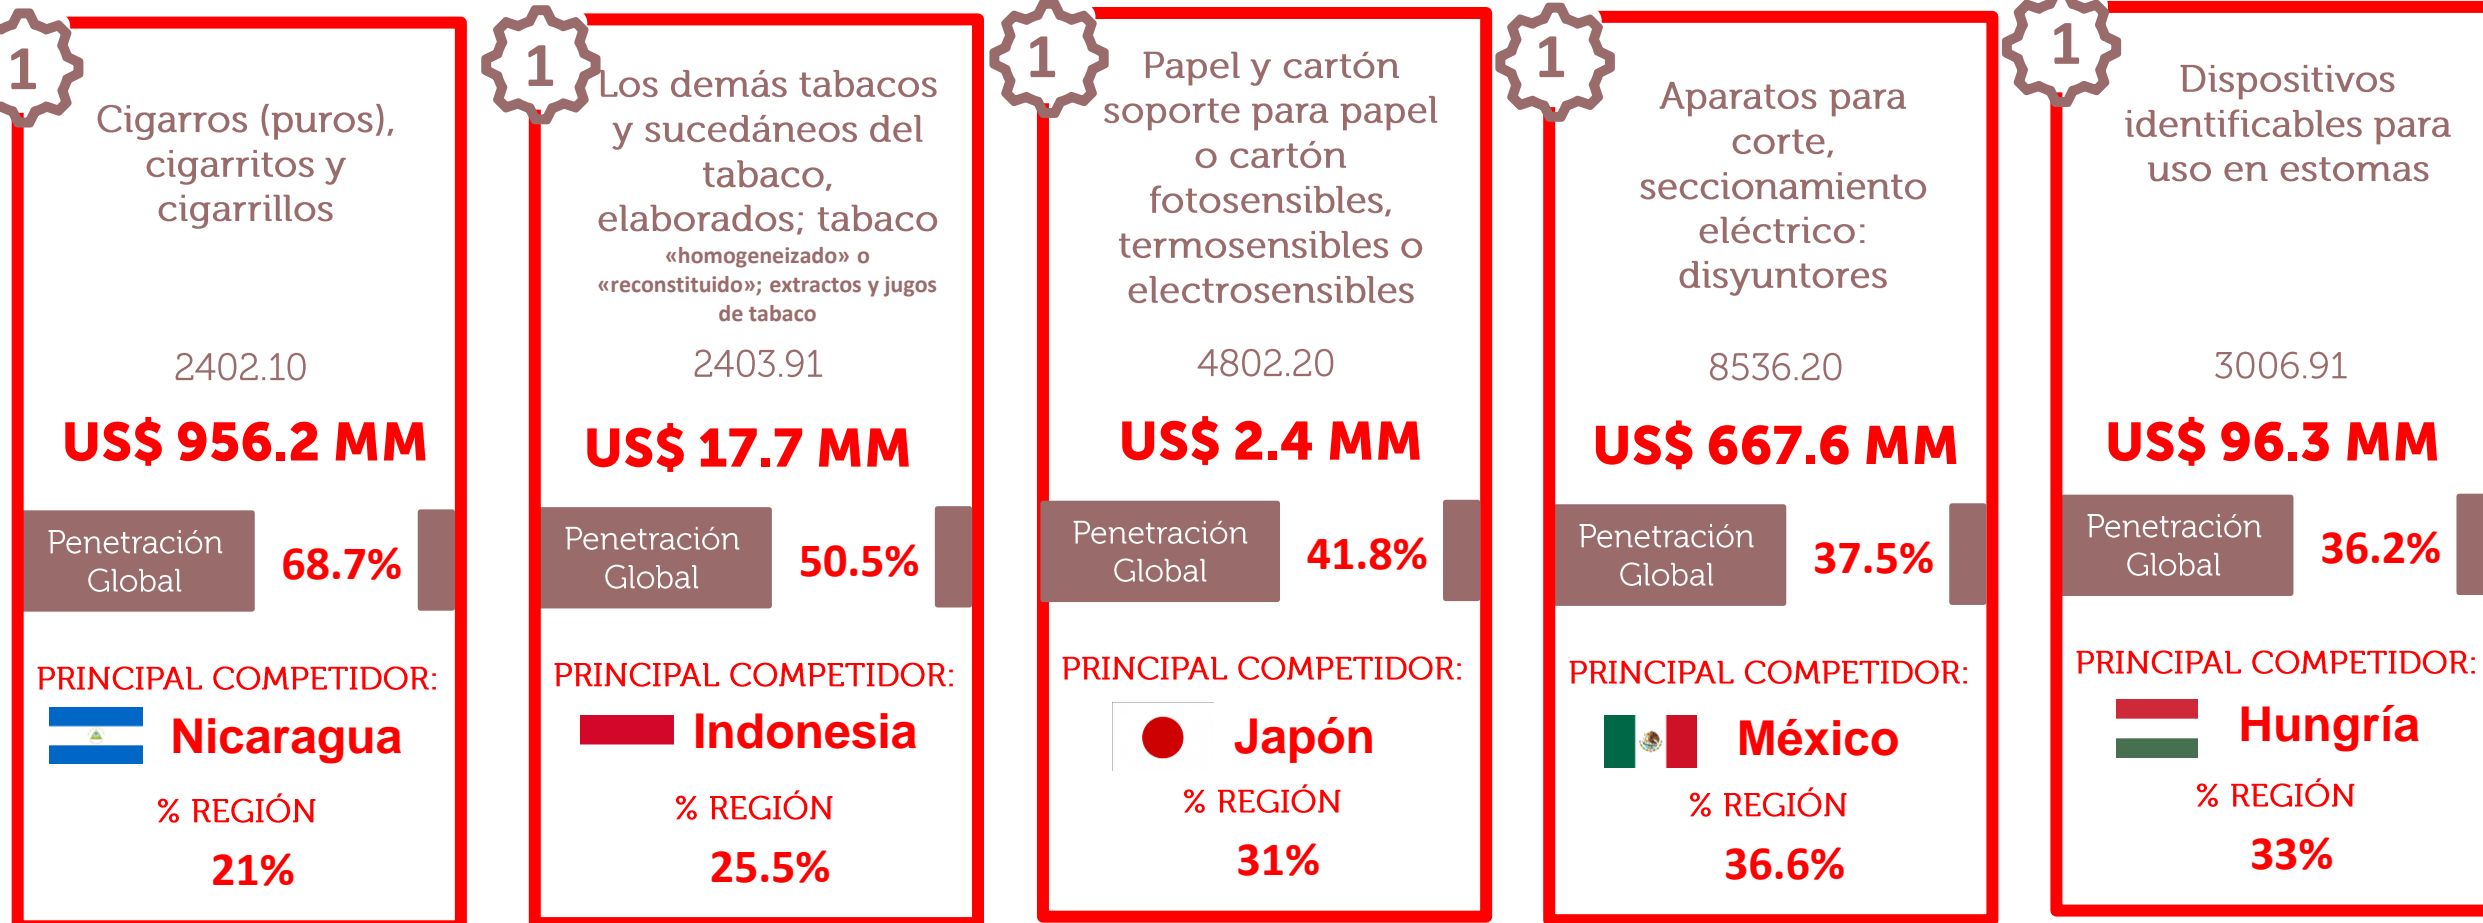 1
Cigarros (puros),
cigarritos y
cigarrillos
2402.10
US$ 956.2 MM
Penetración
Global
68.7%
PRINCIPAL COMPETIDOR:
Nicaragua
% REGIÓN
21%
1
Los demás tabacos
y sucedáneos del
tabaco,
elaborados; tabaco
«homogeneizado» o
«reconstituido»; extractos y jugos
de tabaco
2403.91
US$ 17.7 MM
Penetración
Global
50.5%
PRINCIPAL COMPETIDOR:
Indonesia
% REGIÓN
25.5%
1
Papel y cartón
soporte para papel
o cartón
fotosensibles,
termosensibles o
electrosensibles
4802.20
US$ 2.4 MM
Penetración
Global
41.8%
PRINCIPAL COMPETIDOR:
Japón
% REGIÓN
31%
1
Aparatos para
corte,
seccionamiento
eléctrico:
disyuntores
8536.20
US$ 667.6 MM
Penetración
Global
37.5%
PRINCIPAL COMPETIDOR:
México
% REGIÓN
36.6%
1
Dispositivos
identificables para
uso en estomas
3006.91
US$ 96.3 MM
Penetración
Global
36.2%
PRINCIPAL COMPETIDOR:
Hungría
% REGIÓN
33%